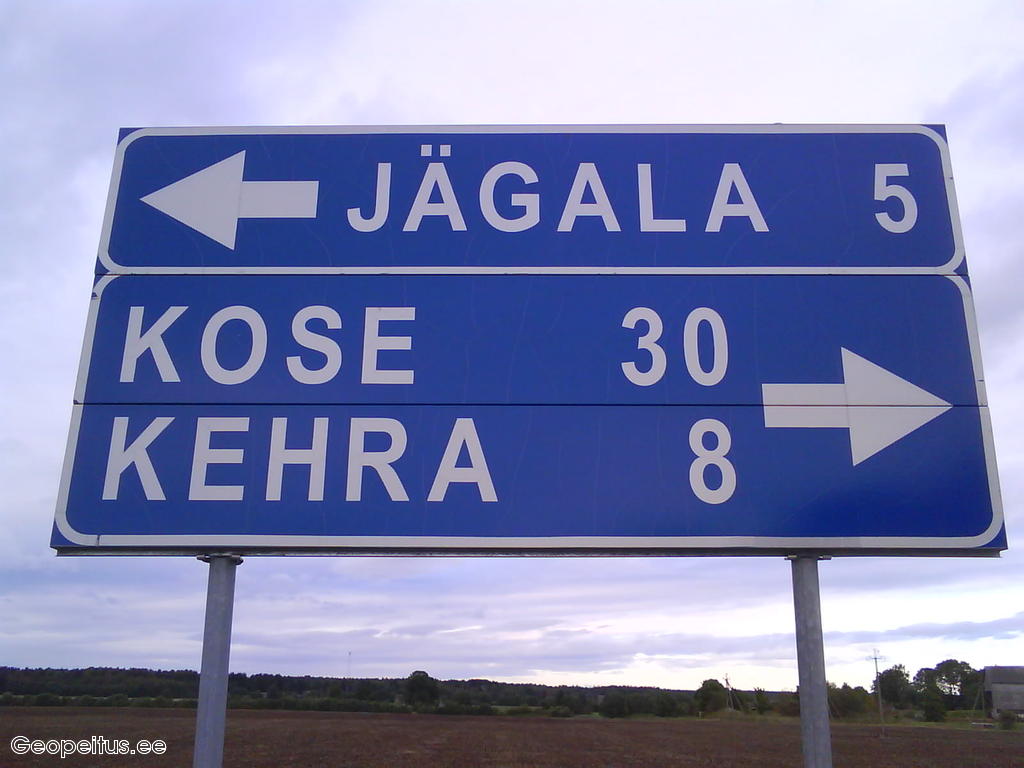 JÄGALA 5
KOSE 30
KEHRA 8
Geopeitus.ee